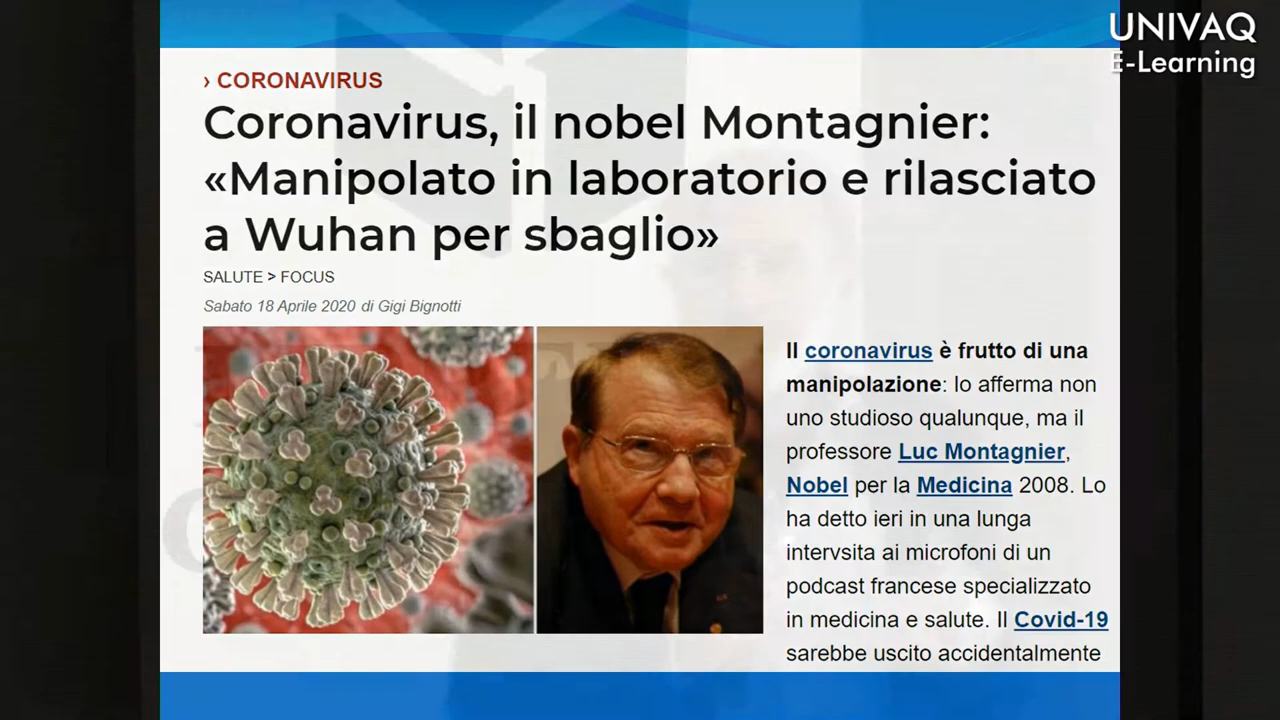 UNIVAQ
E-Learning
› CORONAVIRUS
Coronavirus, il nobel Montagnier:
«Manipolato in laboratorio e rilasciato
a Wuhan per sbaglio»
SALUTE > FOCUS
Sabato 18 Aprile 2020 di Gigi Bignotti
Il coronavirus è frutto di una
manipolazione: lo afferma non
uno studioso qualunque, ma il
professore Luc Montagnier,
Nobel per la Medicina 2008. Lo
ha detto ieri in una lunga
intervsita ai microfoni di un
podcast francese specializzato
in medicina e salute. Il Covid-19
sarebbe uscito accidentalmente